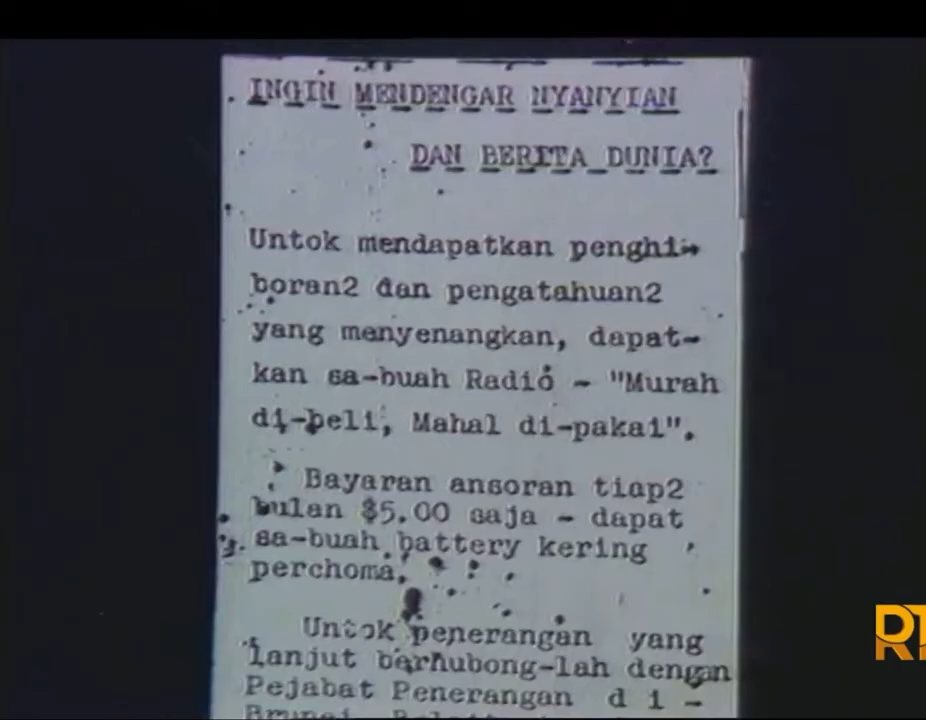 INGIN MENDENGAR NYANYIAN
DAN BERITA DUNIA?
Untok mendapatkan penghi-
boran2 dan pengatahuan2
yang menyenangkan, dapat-
kan sa-buah Radio - "Murah
di-beli, Mahal di-pakai".
Bayaran ansoran tiap2
bulan $5.00 saja - dapat
sa-buah battery kering
perchoma.
Untok penerangan yang
lanjut berhubong-lah dengan
Pejabat Penerangan d i -